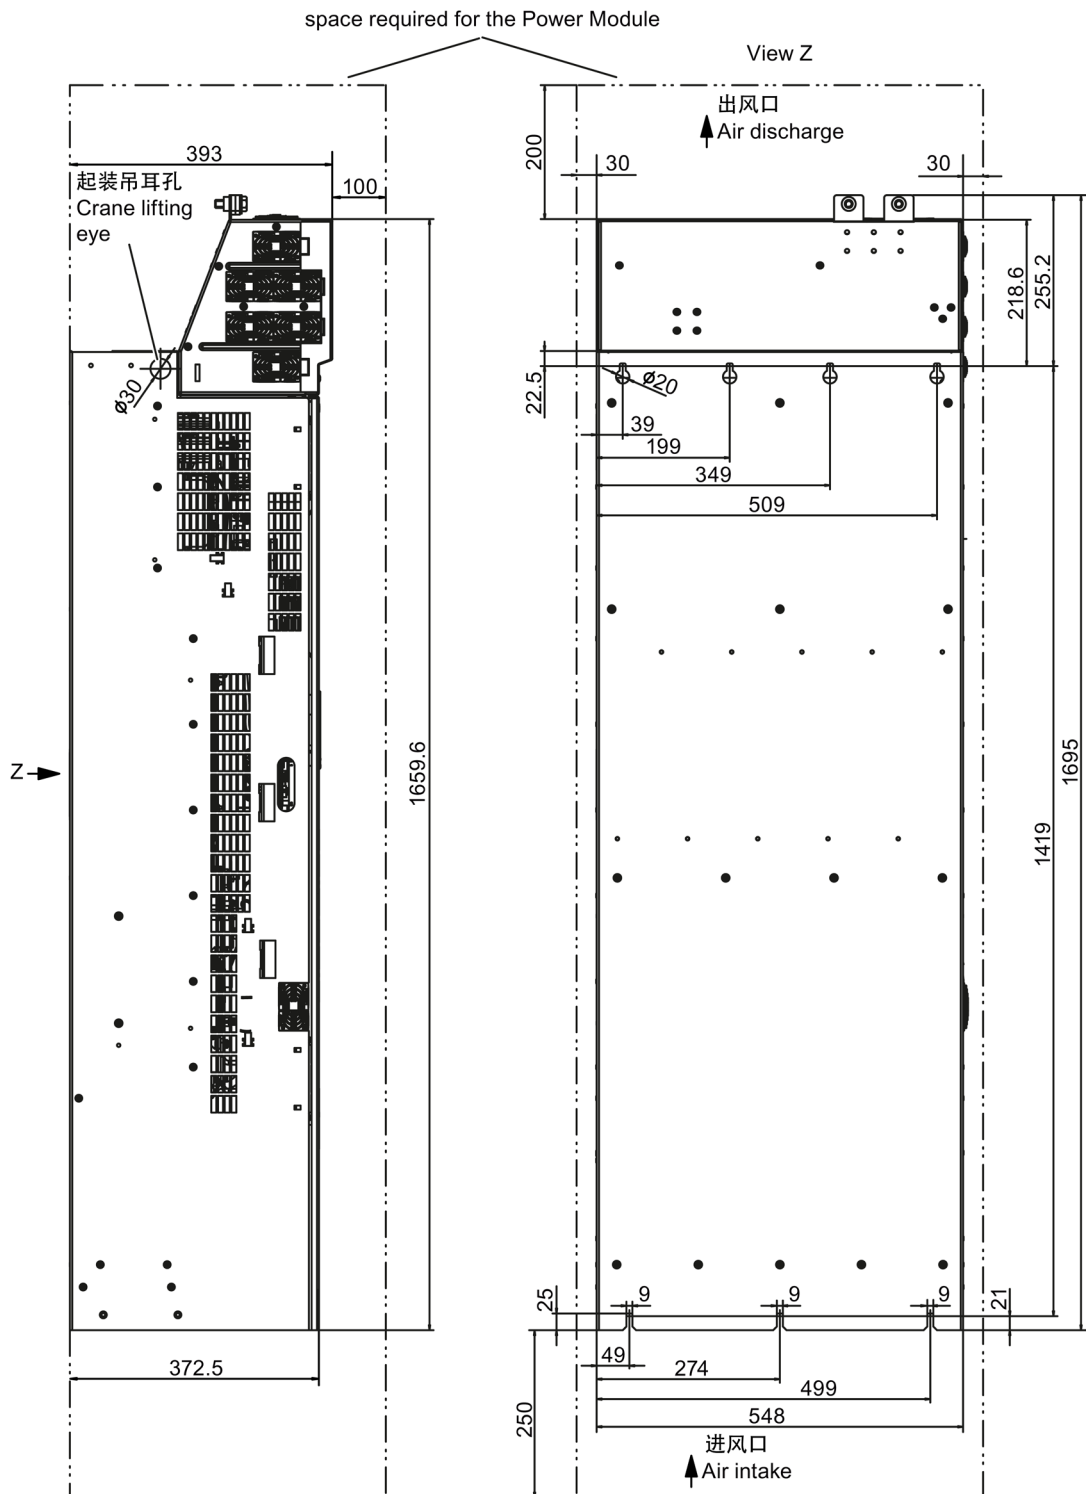 space required for the Power Module
View Z
出风口
Air discharge
393
200
30
30
起装吊耳孔
Crane lifting
eye
100
218.6
255.2
ø30
22.5
ø20
39
199
349
509
Z
1659.6
1695
1419
25
9
9
9
21
372.5
49
274
499
548
250
进风口
Air intake